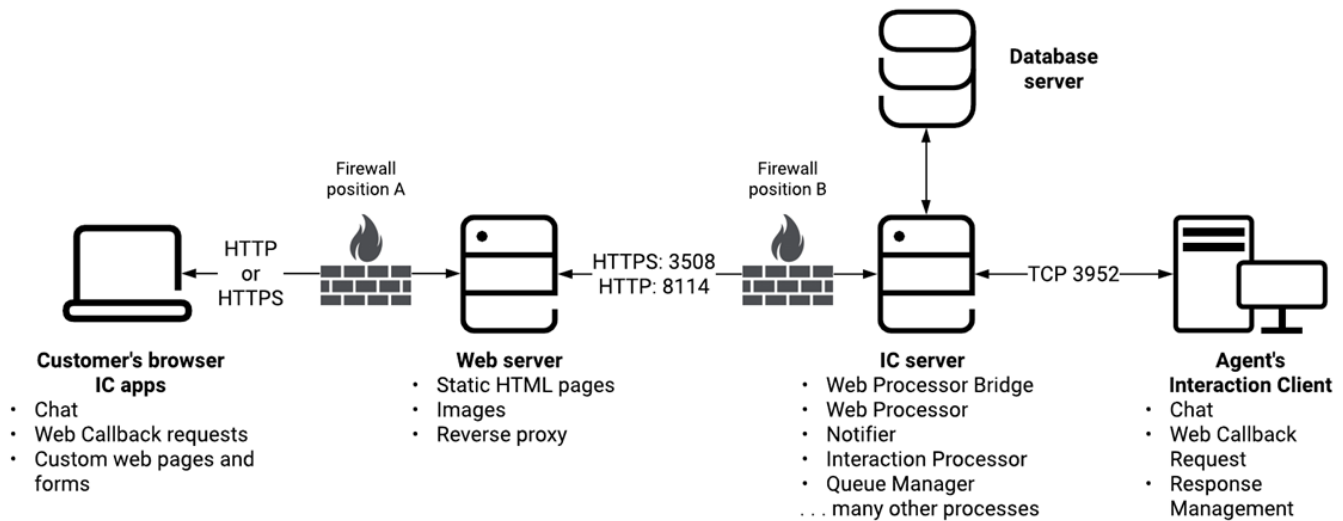 Database
server
Firewall
position A
Firewall
position B
HTTP
or
HTTPS
HTTPS: 3508
HTTP: 8114
TCP 3952
Customer's browser
IC apps
• Chat
• Web Callback requests
• Custom web pages and
forms
Web server
• Static HTML pages
• Images
• Reverse proxy
IC server
• Web Processor Bridge
• Web Processor
• Notifier
• Interaction Processor
• Queue Manager
. . . many other processes
Agent's
Interaction Client
• Chat
• Web Callback
Request
• Response
Management